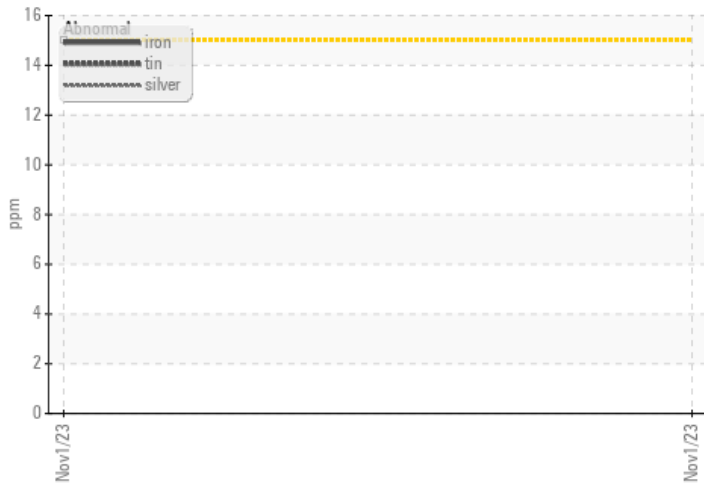 16
Abnormal
iron
tin
silver
14
12
10
ppm
8
6
4
2
0
Nov1/23
Nov1/23